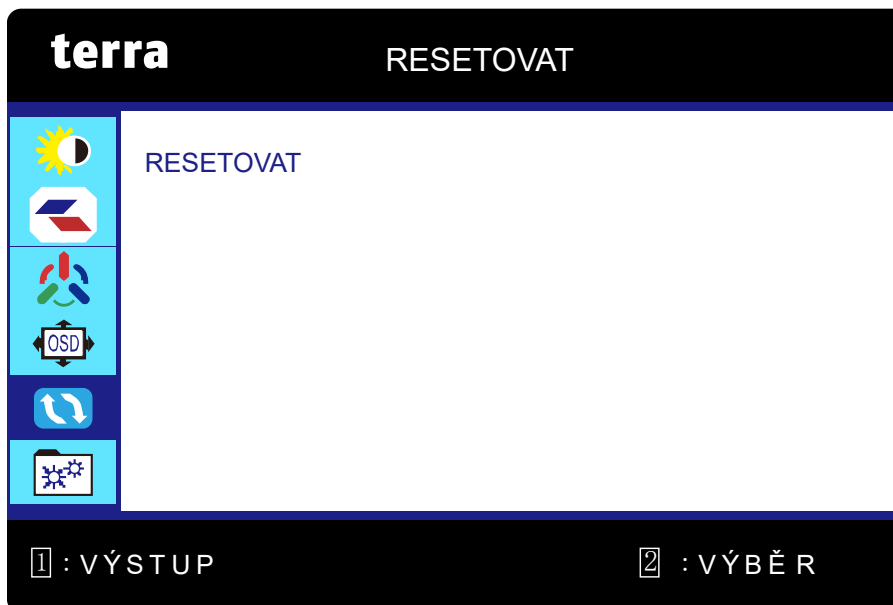 terra RESETOVAT
RESETOVAT
OSD
1 : VÝSTUP 2 : VÝBĚR